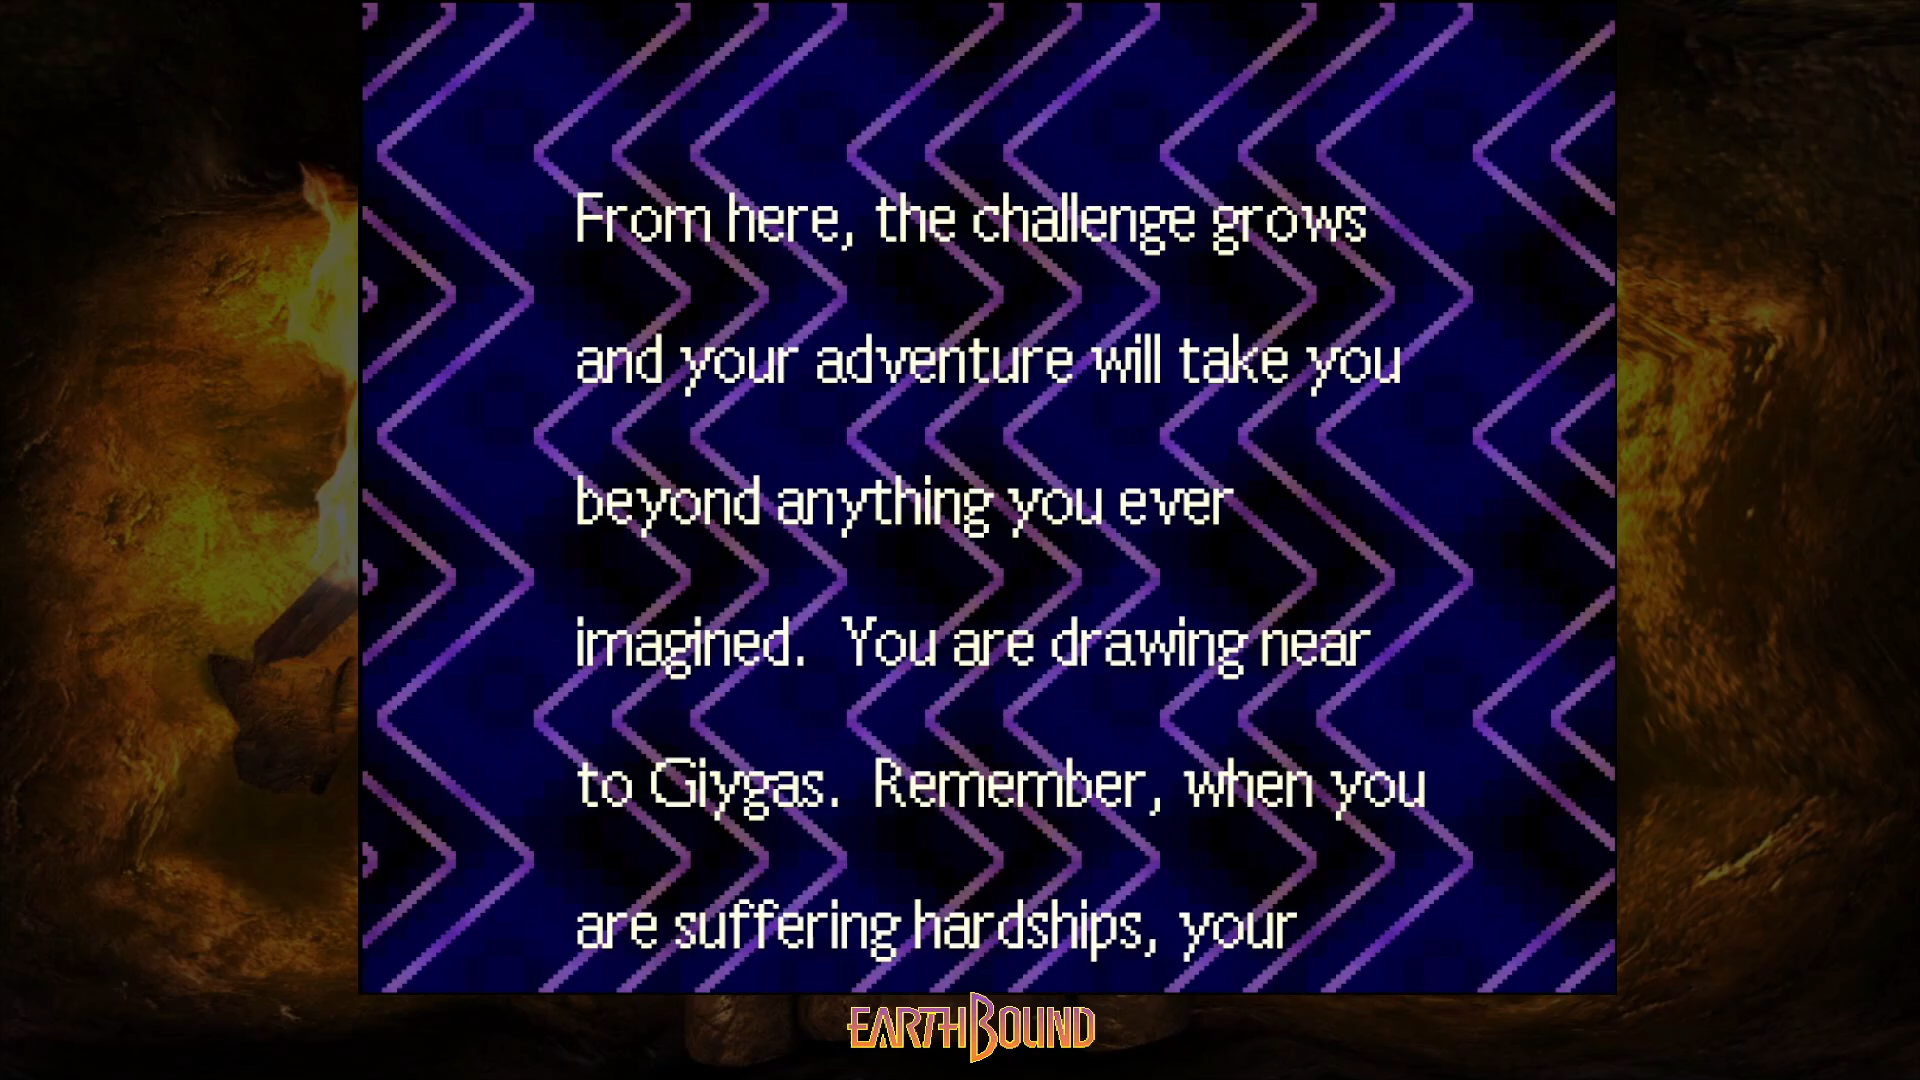 From here, the challenge grows
and your adventure will take you
beyond anything you ever
imagined. You are drawing near
to Giygas. Remember, when you
are suffering hardships, your
EARTHBOUND